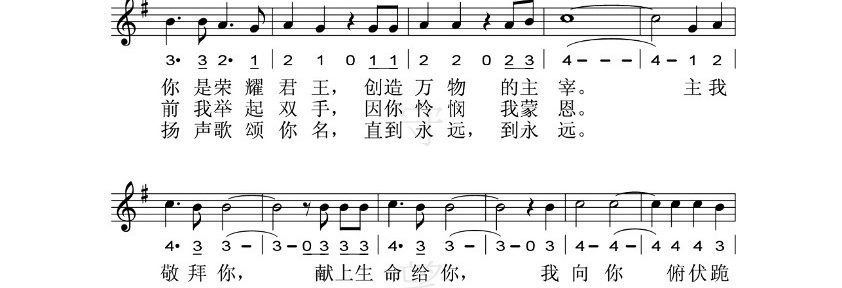 3· 3 2· 1 | 2 1 0 1 1 | 2 2 0 2 3 | 4 - - - | 4 - 1 2
你是荣耀君王，创造万物 的主宰。 主我
前我举起双手，因你怜悯 我蒙恩。
扬声歌颂你名，直到永远，到永远。
4· 3 3 - | 3 - 0 3 3 3 | 4· 3 3 - | 3 - 0 3 | 4 - 4 - | 4 4 4 3
敬拜你， 献上生命给你， 我向你 俯伏跪